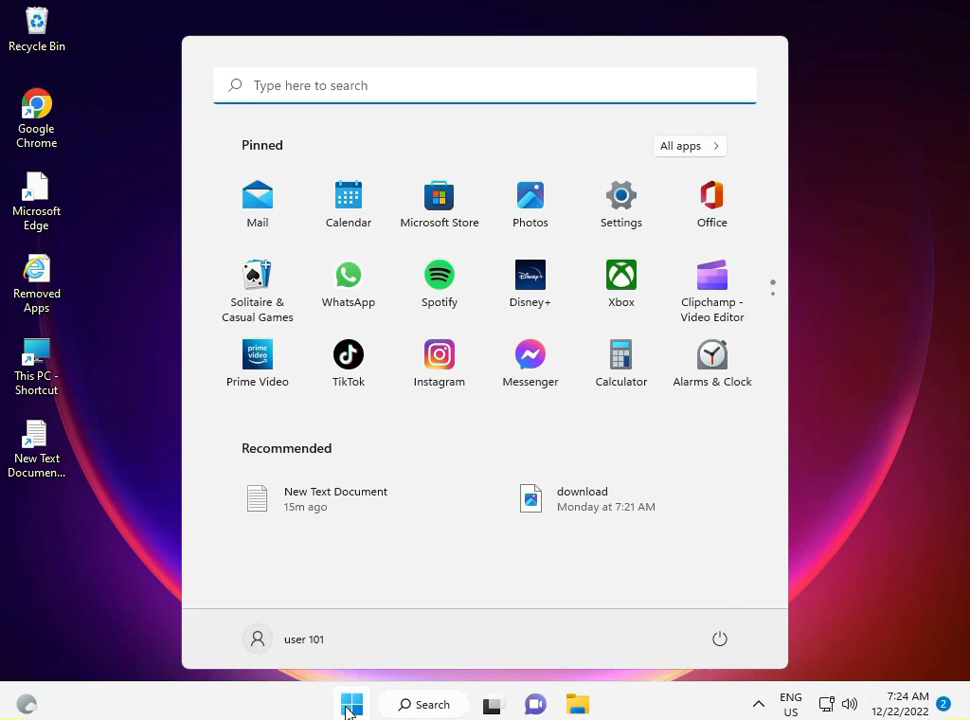 Recycle Bin
Google
Chrome
Microsoft
Edge
Removed
Apps
This PC -
Shortcut
New Text
Documen...
Type here to search
Pinned
All apps
Mail
Calendar
Microsoft Store
Photos
Settings
Office
Solitaire &
Casual Games
WhatsApp
Spotify
Disney+
Disney+
Xbox
Clipchamp -
Video Editor
prime
video
Prime Video
TikTok
Instagram
Messenger
Calculator
Alarms & Clock
Recommended
New Text Document
15m ago
download
Monday at 7:21 AM
user 101
Search
ENG
US
7:24 AM
12/22/2022
2